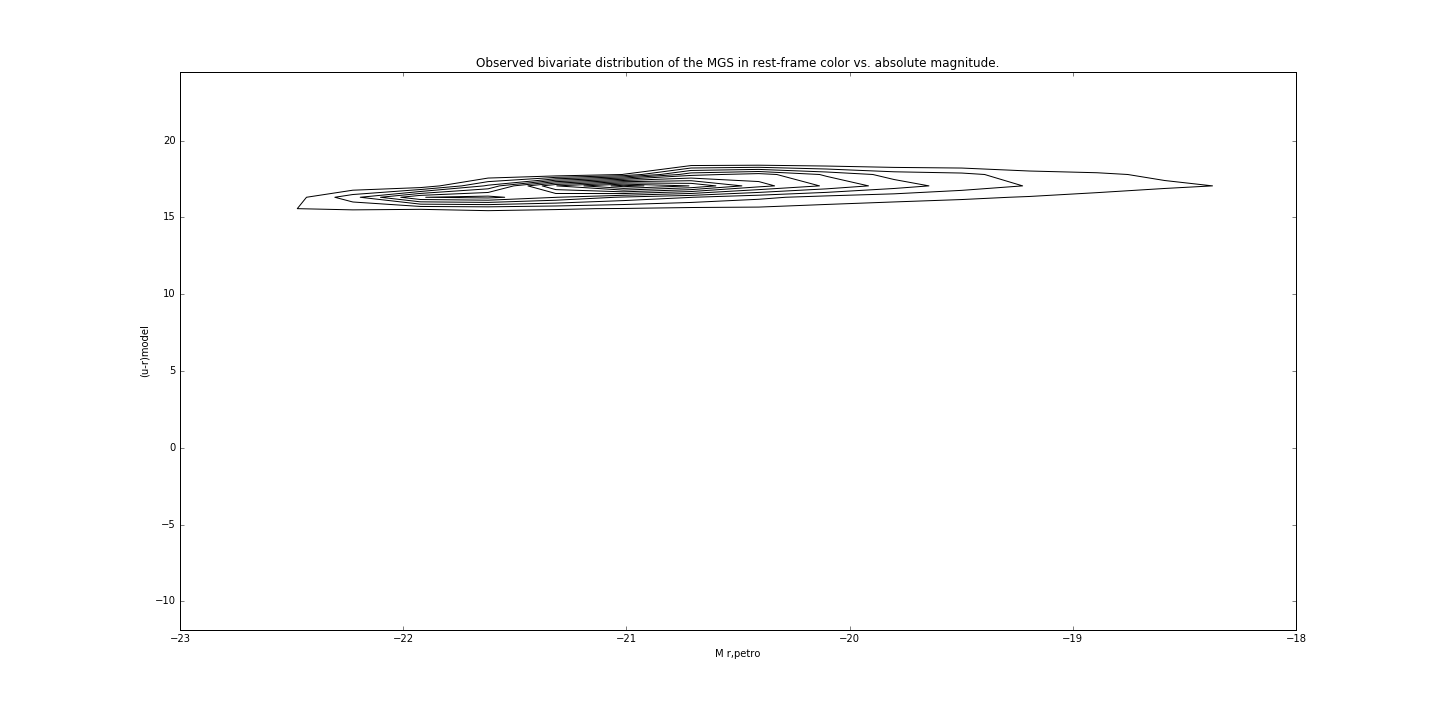 Observed bivariate distribution of the MGS in rest-frame color vs. absolute magnitude.
20
15
10
5
0
−5
−10
(u-r)model
−23 −22 −21 −20 −19 −18
M r,petro